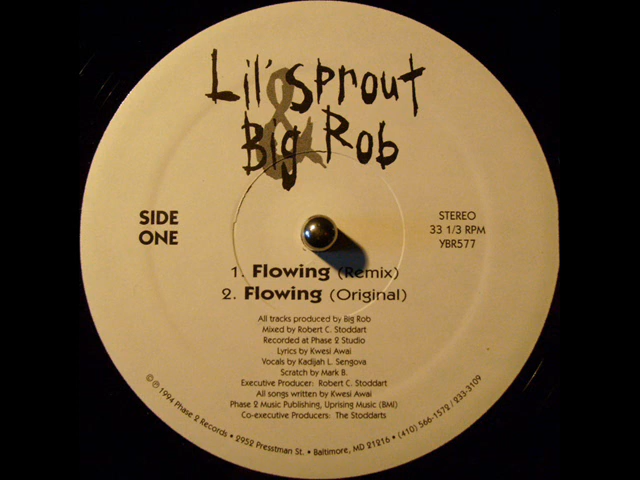 Lil' Sprout
&
Big Rob
SIDE
ONE
STEREO
33 1/3 RPM
YBR577
1. Flowing (Remix)
2. Flowing (Original)
All tracks produced by Big Rob
Mixed by Robert C. Stoddart
Recorded at Phase 2 Studio
Lyrics by Kwesi Awai
Vocals by Kadijah L. Sengova
Scratch by Mark B.
Executive Producer: Robert C. Stoddart
All songs written by Kwesi Awai
Phase 2 Music Publishing, Uprising Music (BMI)
Co-executive Producers: The Stoddarts
© ℗ 1994 Phase 2 Records • 2952 Presstman St. • Baltimore, MD 21216 • (410) 566-1572 / 233-3109